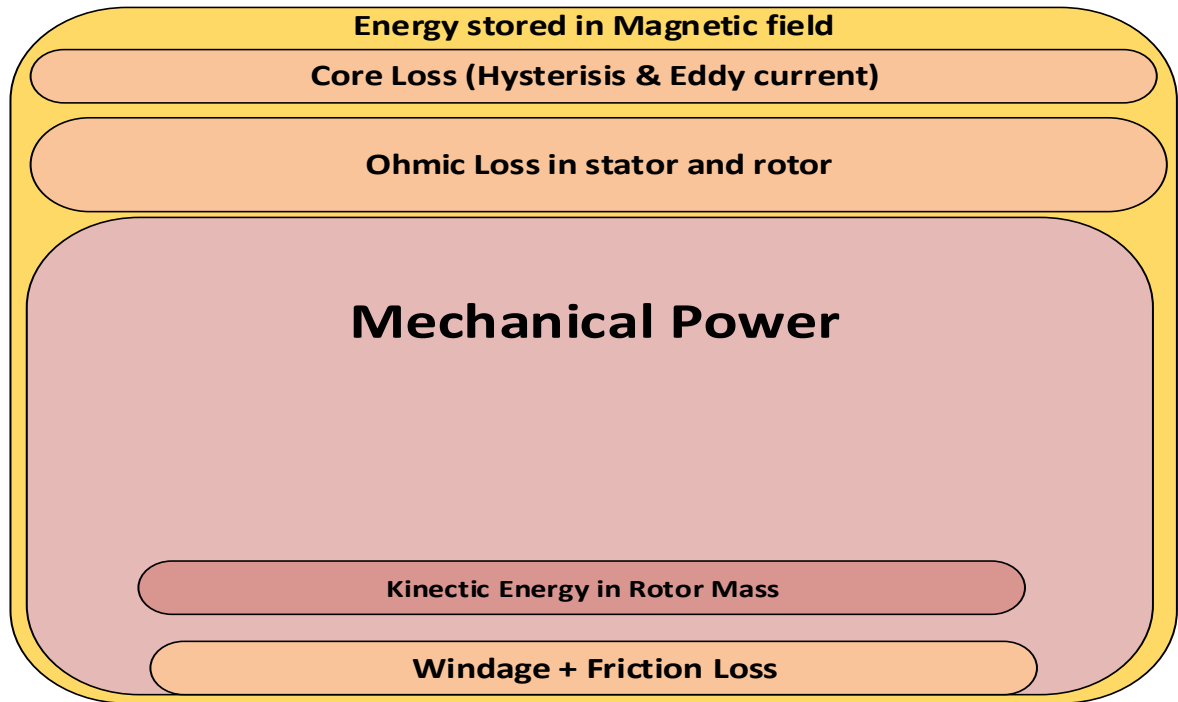 Energy stored in Magnetic field
Core Loss (Hysterisis & Eddy current)
Ohmic Loss in stator and rotor
Mechanical Power
Kinectic Energy in Rotor Mass
Windage + Friction Loss